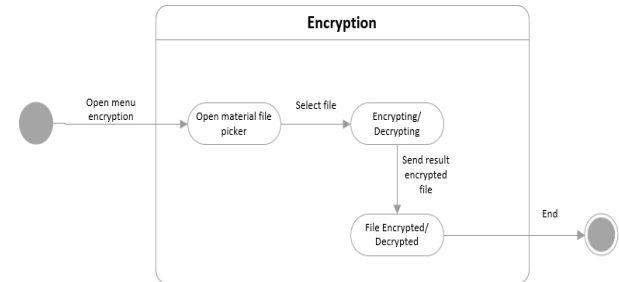 Encryption
Open menu
encryption
Open material file
picker
Select file
Encrypting/
Decrypting
Send result
encrypted
file
File Encrypted/
Decrypted
End